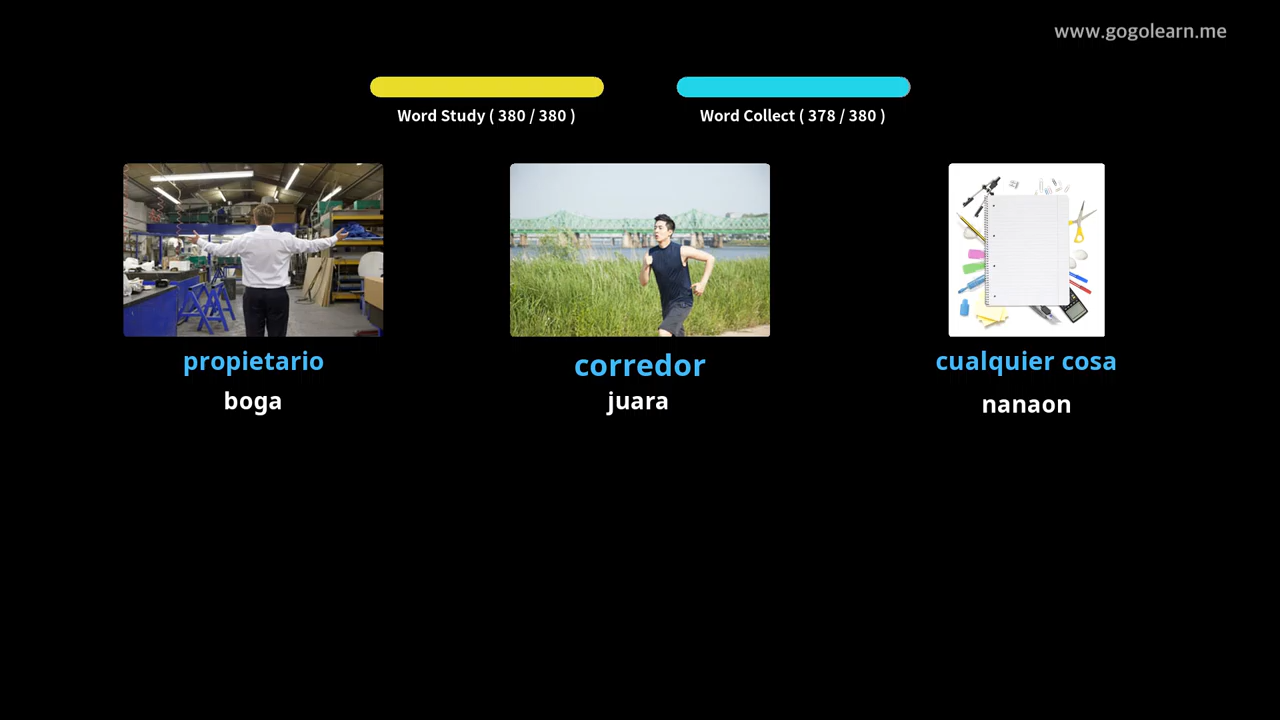 www.gogolearn.me
Word Study ( 380 / 380 )
Word Collect ( 378 / 380 )
propietario
boga
corredor
juara
cualquier cosa
nanaon